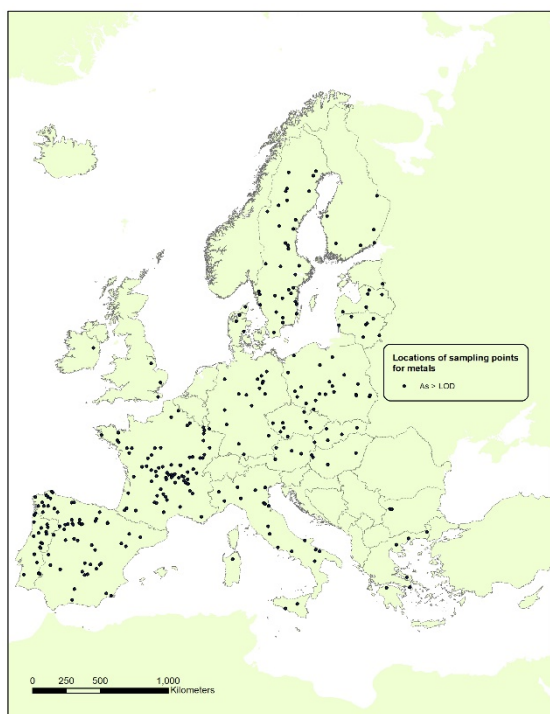 Locations of sampling points
for metals
As > LOD
0 250 500 1,000
Kilometers